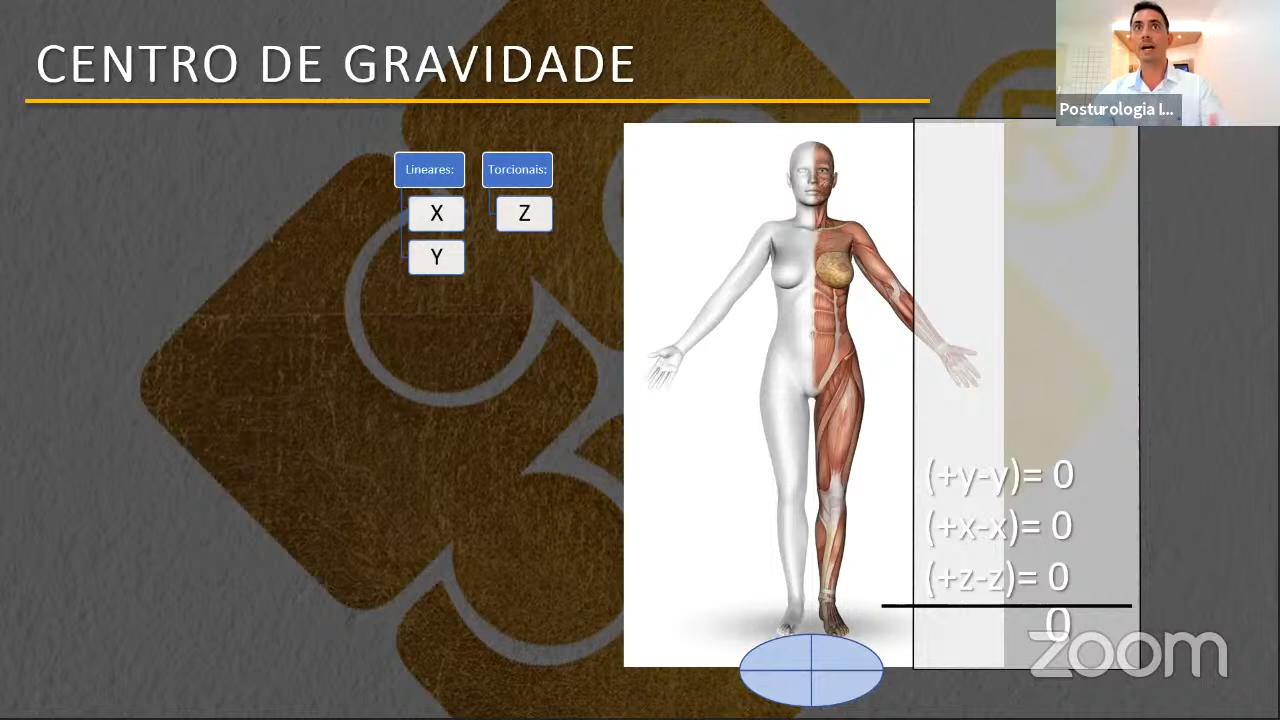 CENTRO DE GRAVIDADE
Posturologia I...
Lineares:
Torcionais:
X
Z
Y
(+y-y)= 0
(+x-x)= 0
(+z-z)= 0
0
zoom
R